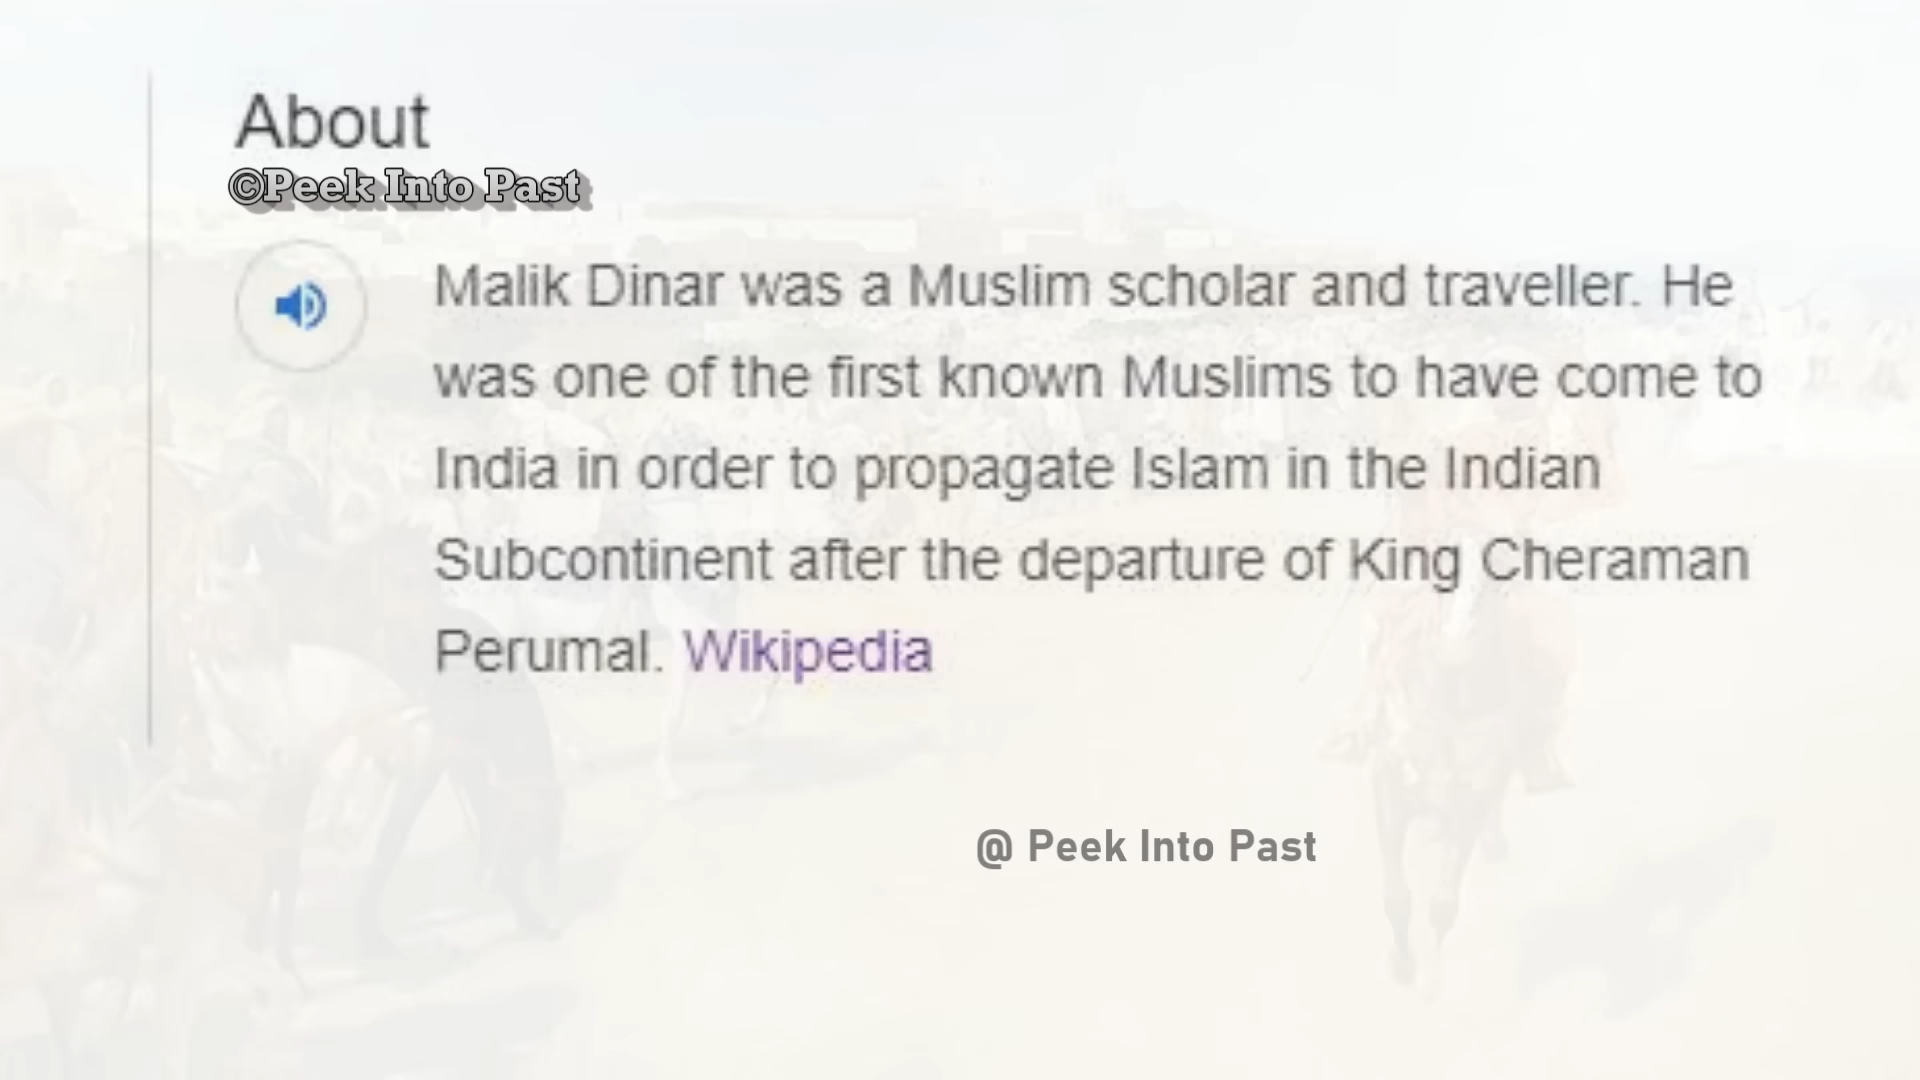 About
©Peek Into Past
Malik Dinar was a Muslim scholar and traveller. He
was one of the first known Muslims to have come to
India in order to propagate Islam in the Indian
Subcontinent after the departure of King Cheraman
Perumal. Wikipedia
@ Peek Into Past